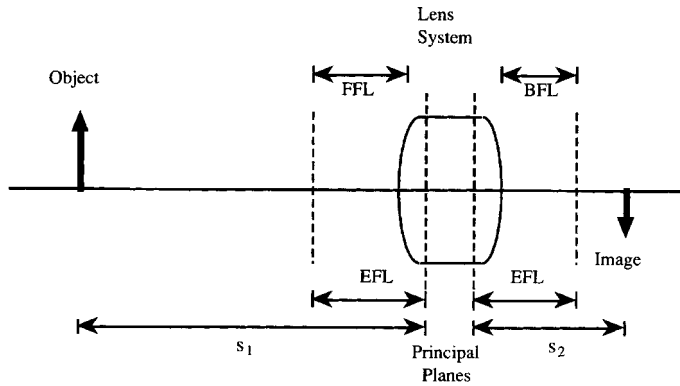 Lens
System
Object
FFL
BFL
Image
EFL
EFL
s1
s2
Principal
Planes